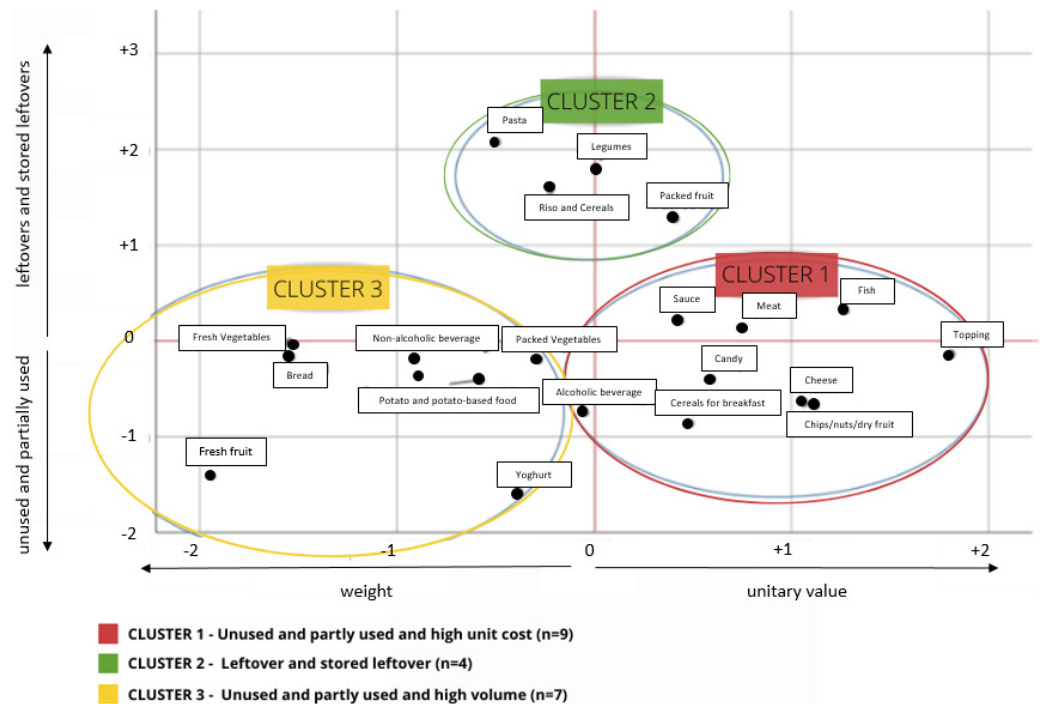 +3
CLUSTER 2
Pasta
+2
Legumes
Packed fruit
Riso and Cereals
+1
leftovers and stored leftovers
CLUSTER 3
CLUSTER 1
Fish
Sauce
Meat
0
Fresh Vegetables
Non-alcoholic beverage
Packed Vegetables
Topping
Bread
Candy
Cheese
Potato and potato-based food
Alcoholic beverage
Cereals for breakfast
Chips/nuts/dry fruit
-1
Fresh fruit
Yoghurt
unused and partially used
-2
-2
-1
0
+1
+2
weight
unitary value
CLUSTER 1 - Unused and partly used and high unit cost (n=9)
CLUSTER 2 - Leftover and stored leftover (n=4)
CLUSTER 3 - Unused and partly used and high volume (n=7)